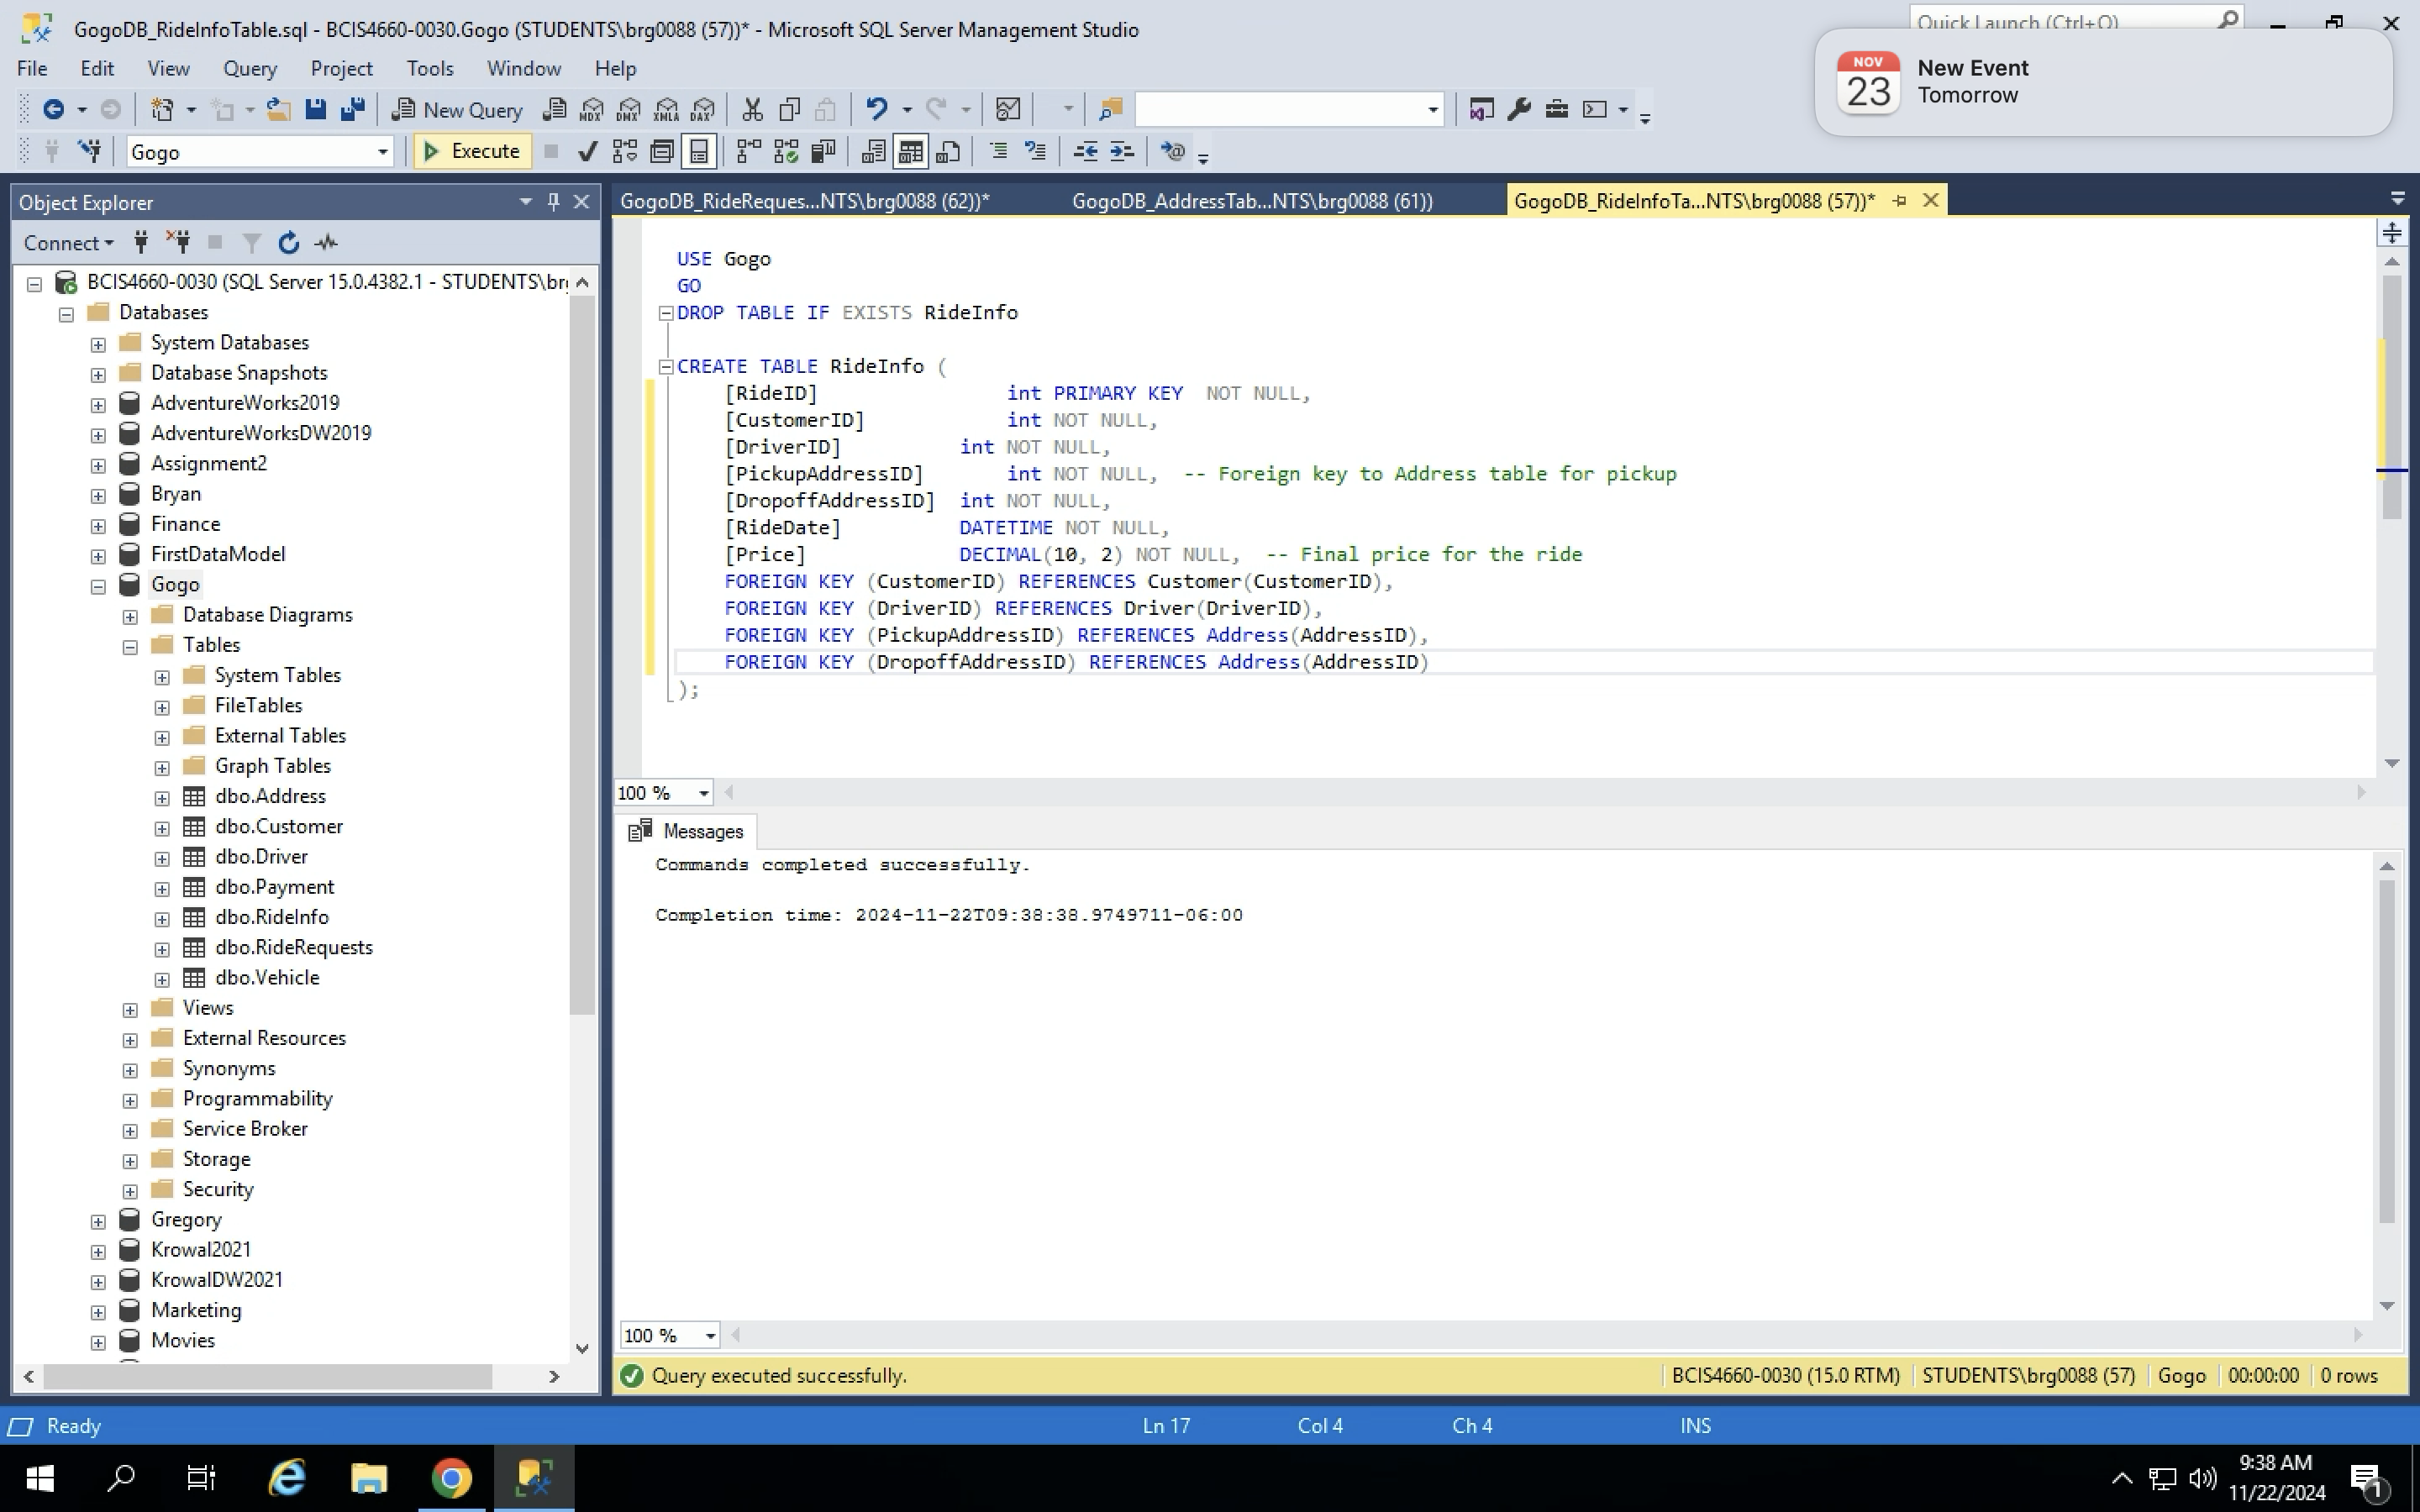 GogoDB_RideInfoTable.sql - BCIS4660-0030.Gogo (STUDENTS\brg0088 (57))* - Microsoft SQL Server Management Studio
Quick Launch (Ctrl+Q)
NOV
23
New Event
Tomorrow
File Edit View Query Project Tools Window Help
New Query
MDX DMX XMLA DAX
Gogo
Execute
Object Explorer
Connect
BCIS4660-0030 (SQL Server 15.0.4382.1 - STUDENTS\br
Databases
System Databases
Database Snapshots
AdventureWorks2019
AdventureWorksDW2019
Assignment2
Bryan
Finance
FirstDataModel
Gogo
Database Diagrams
Tables
System Tables
FileTables
External Tables
Graph Tables
dbo.Address
dbo.Customer
dbo.Driver
dbo.Payment
dbo.RideInfo
dbo.RideRequests
dbo.Vehicle
Views
External Resources
Synonyms
Programmability
Service Broker
Storage
Security
Gregory
Krowal2021
KrowalDW2021
Marketing
Movies
GogoDB_RideReques...NTS\brg0088 (62))*
GogoDB_AddressTab...NTS\brg0088 (61))
GogoDB_RideInfoTa...NTS\brg0088 (57))*
USE Gogo
GO
DROP TABLE IF EXISTS RideInfo
CREATE TABLE RideInfo (
[RideID] int PRIMARY KEY NOT NULL,
[CustomerID] int NOT NULL,
[DriverID] int NOT NULL,
[PickupAddressID] int NOT NULL, -- Foreign key to Address table for pickup
[DropoffAddressID] int NOT NULL,
[RideDate] DATETIME NOT NULL,
[Price] DECIMAL(10, 2) NOT NULL, -- Final price for the ride
FOREIGN KEY (CustomerID) REFERENCES Customer(CustomerID),
FOREIGN KEY (DriverID) REFERENCES Driver(DriverID),
FOREIGN KEY (PickupAddressID) REFERENCES Address(AddressID),
FOREIGN KEY (DropoffAddressID) REFERENCES Address(AddressID)
);
100 %
Messages
Commands completed successfully.
Completion time: 2024-11-22T09:38:38.9749711-06:00
100 %
Query executed successfully.
BCIS4660-0030 (15.0 RTM) STUDENTS\brg0088 (57) Gogo 00:00:00 0 rows
Ready Ln 17 Col 4 Ch 4 INS
9:38 AM
11/22/2024
1